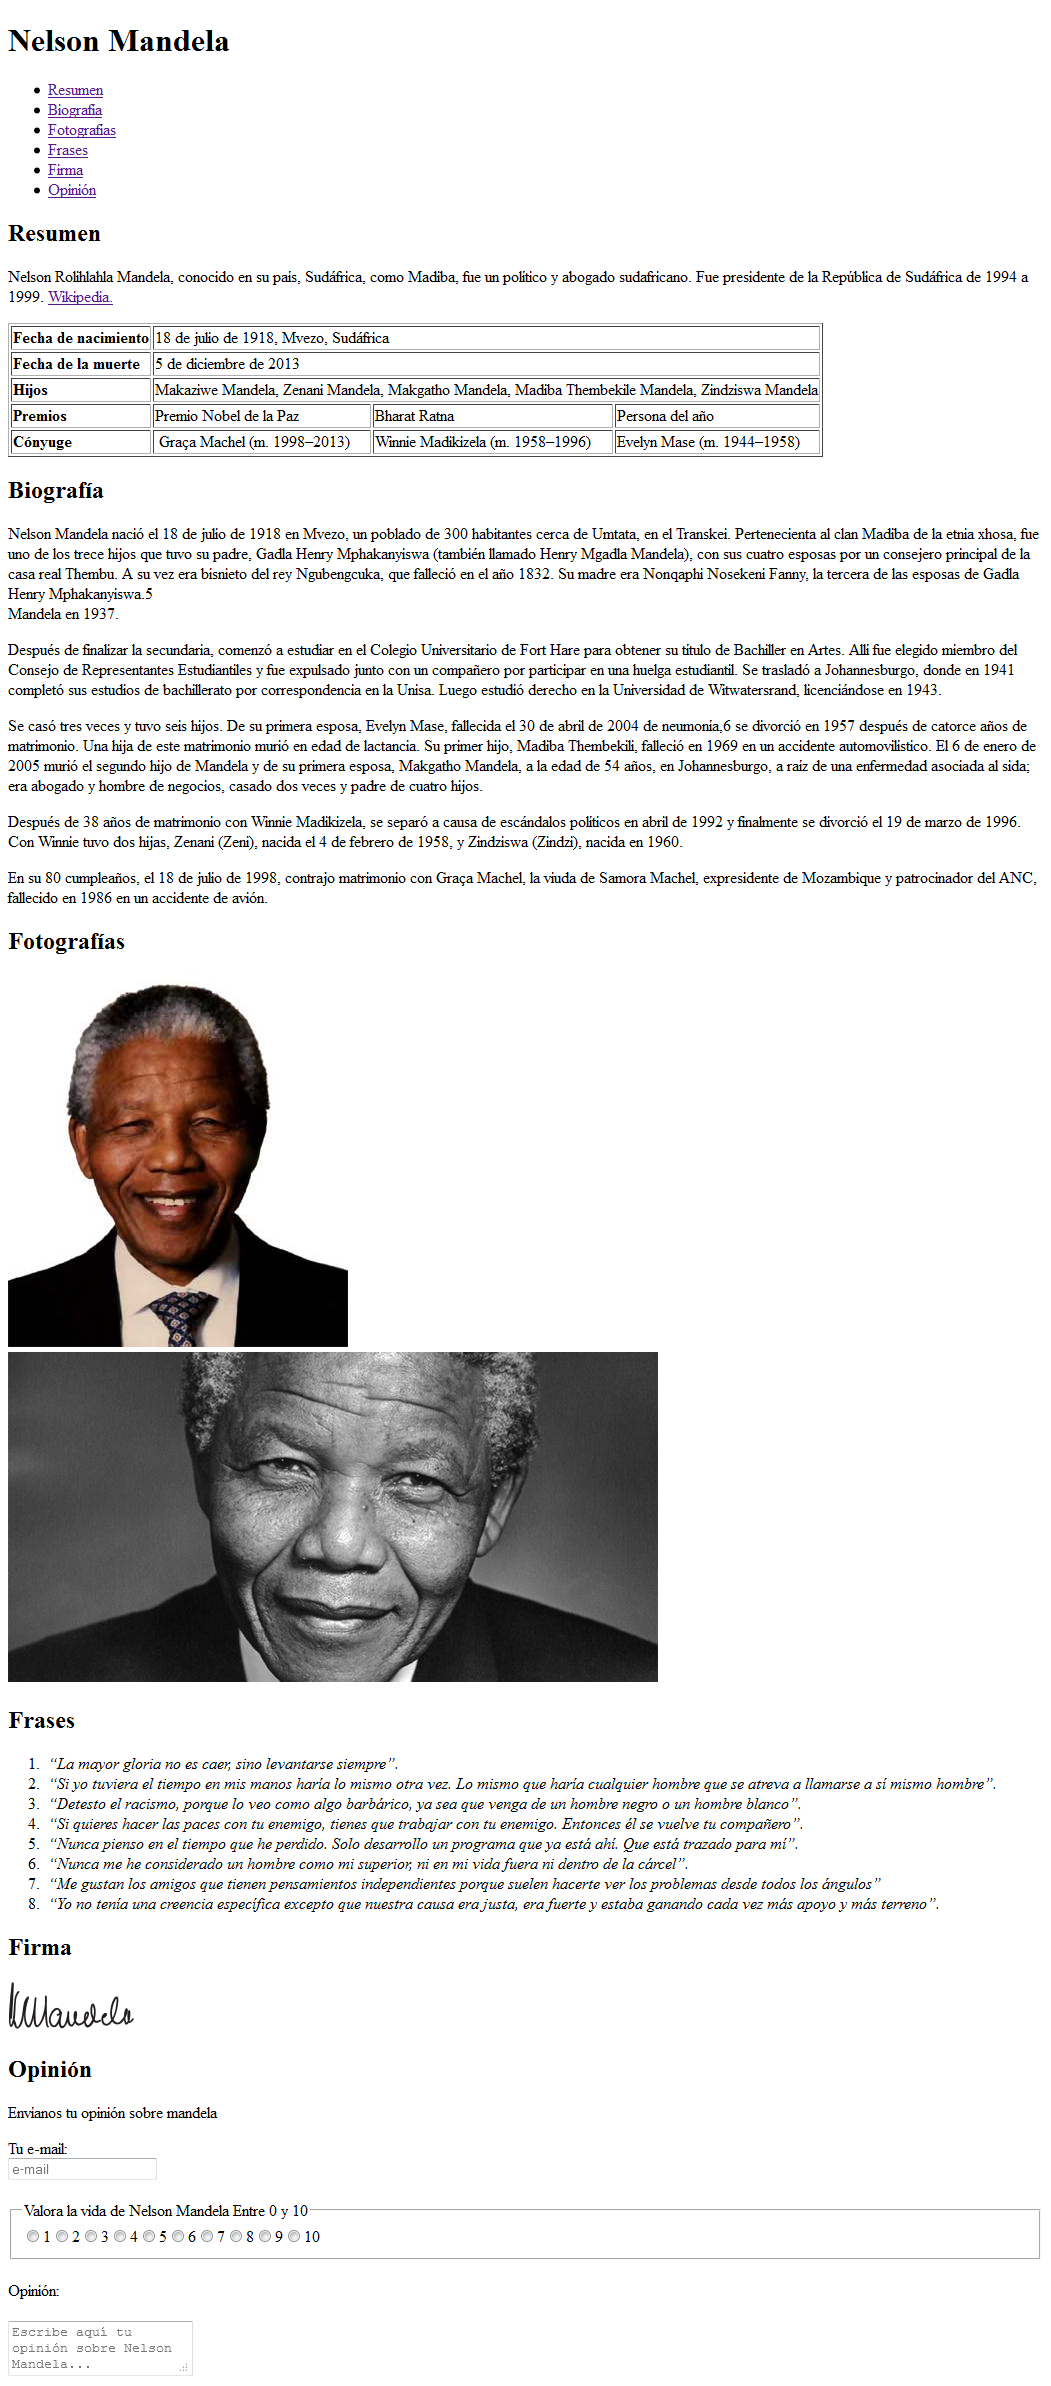 Nelson Mandela
Resumen
Biografía
Fotografías
Frases
Firma
Opinión
Resumen
Nelson Rolihlahla Mandela, conocido en su país, Sudáfrica, como Madiba, fue un político y abogado sudafricano. Fue presidente de la República de Sudáfrica de 1994 a
1999. Wikipedia.
Fecha de nacimiento 18 de julio de 1918, Mvezo, Sudáfrica
Fecha de la muerte 5 de diciembre de 2013
Hijos Makaziwe Mandela, Zenani Mandela, Makgatho Mandela, Madiba Thembekile Mandela, Zindziswa Mandela
Premios Premio Nobel de la Paz Bharat Ratna Persona del año
Cónyuge Graça Machel (m. 1998–2013) Winnie Madikizela (m. 1958–1996) Evelyn Mase (m. 1944–1958)
Biografía
Nelson Mandela nació el 18 de julio de 1918 en Mvezo, un poblado de 300 habitantes cerca de Umtata, en el Transkei. Pertenecienta al clan Madiba de la etnia xhosa, fue
uno de los trece hijos que tuvo su padre, Gadla Henry Mphakanyiswa (también llamado Henry Mgadla Mandela), con sus cuatro esposas por un consejero principal de la
casa real Thembu. A su vez era bisnieto del rey Ngubengcuka, que falleció en el año 1832. Su madre era Nonqaphi Nosekeni Fanny, la tercera de las esposas de Gadla
Henry Mphakanyiswa.5
Mandela en 1937.
Después de finalizar la secundaria, comenzó a estudiar en el Colegio Universitario de Fort Hare para obtener su título de Bachiller en Artes. Allí fue elegido miembro del
Consejo de Representantes Estudiantiles y fue expulsado junto con un compañero por participar en una huelga estudiantil. Se trasladó a Johannesburgo, donde en 1941
completó sus estudios de bachillerato por correspondencia en la Unisa. Luego estudió derecho en la Universidad de Witwatersrand, licenciándose en 1943.
Se casó tres veces y tuvo seis hijos. De su primera esposa, Evelyn Mase, fallecida el 30 de abril de 2004 de neumonia,6 se divorció en 1957 después de catorce años de
matrimonio. Una hija de este matrimonio murió en edad de lactancia. Su primer hijo, Madiba Thembekili, falleció en 1969 en un accidente automovilístico. El 6 de enero de
2005 murió el segundo hijo de Mandela y de su primera esposa, Makgatho Mandela, a la edad de 54 años, en Johannesburgo, a raíz de una enfermedad asociada al sida;
era abogado y hombre de negocios, casado dos veces y padre de cuatro hijos.
Después de 38 años de matrimonio con Winnie Madikizela, se separó a causa de escándalos políticos en abril de 1992 y finalmente se divorció el 19 de marzo de 1996.
Con Winnie tuvo dos hijas, Zenani (Zeni), nacida el 4 de febrero de 1958, y Zindziswa (Zindzi), nacida en 1960.
En su 80 cumpleaños, el 18 de julio de 1998, contrajo matrimonio con Graça Machel, la viuda de Samora Machel, expresidente de Mozambique y patrocinador del ANC,
fallecido en 1986 en un accidente de avión.
Fotografías
Frases
1. “La mayor gloria no es caer, sino levantarse siempre”.
2. “Si yo tuviera el tiempo en mis manos haría lo mismo otra vez. Lo mismo que haría cualquier hombre que se atreva a llamarse a sí mismo hombre”.
3. “Detesto el racismo, porque lo veo como algo barbárico, ya sea que venga de un hombre negro o un hombre blanco”.
4. “Si quieres hacer las paces con tu enemigo, tienes que trabajar con tu enemigo. Entonces él se vuelve tu compañero”.
5. “Nunca pienso en el tiempo que he perdido. Solo desarrollo un programa que ya está ahí. Que está trazado para mí”.
6. “Nunca me he considerado un hombre como mi superior, ni en mi vida fuera ni dentro de la cárcel”.
7. “Me gustan los amigos que tienen pensamientos independientes porque suelen hacerte ver los problemas desde todos los ángulos”
8. “Yo no tenía una creencia específica excepto que nuestra causa era justa, era fuerte y estaba ganando cada vez más apoyo y más terreno”.
Firma
Mandela
Opinión
Envíanos tu opinión sobre mandela
Tu e-mail:
e-mail
Valora la vida de Nelson Mandela Entre 0 y 10
1 2 3 4 5 6 7 8 9 10
Opinión:
Escribe aquí tu
opinión sobre Nelson
Mandela...